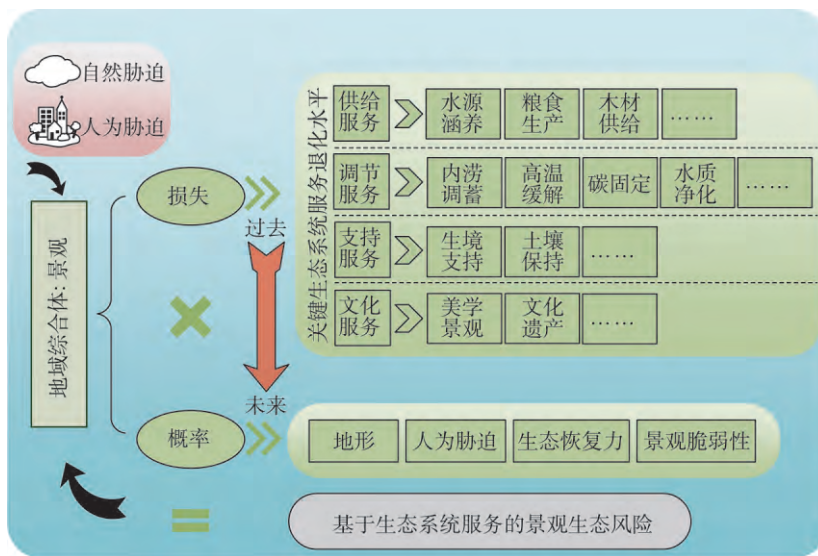 自然胁迫
人为胁迫
地域综合体: 景观
损失
过去
未来
概率
关键生态系统服务退化水平
供给
服务
水源
涵养
粮食
生产
木材
供给
……
调节
服务
内涝
调蓄
高温
缓解
碳固定
水质
净化
……
支持
服务
生境
支持
土壤
保持
……
文化
服务
美学
景观
文化
遗产
……
地形
人为胁迫
生态恢复力
景观脆弱性
基于生态系统服务的景观生态风险